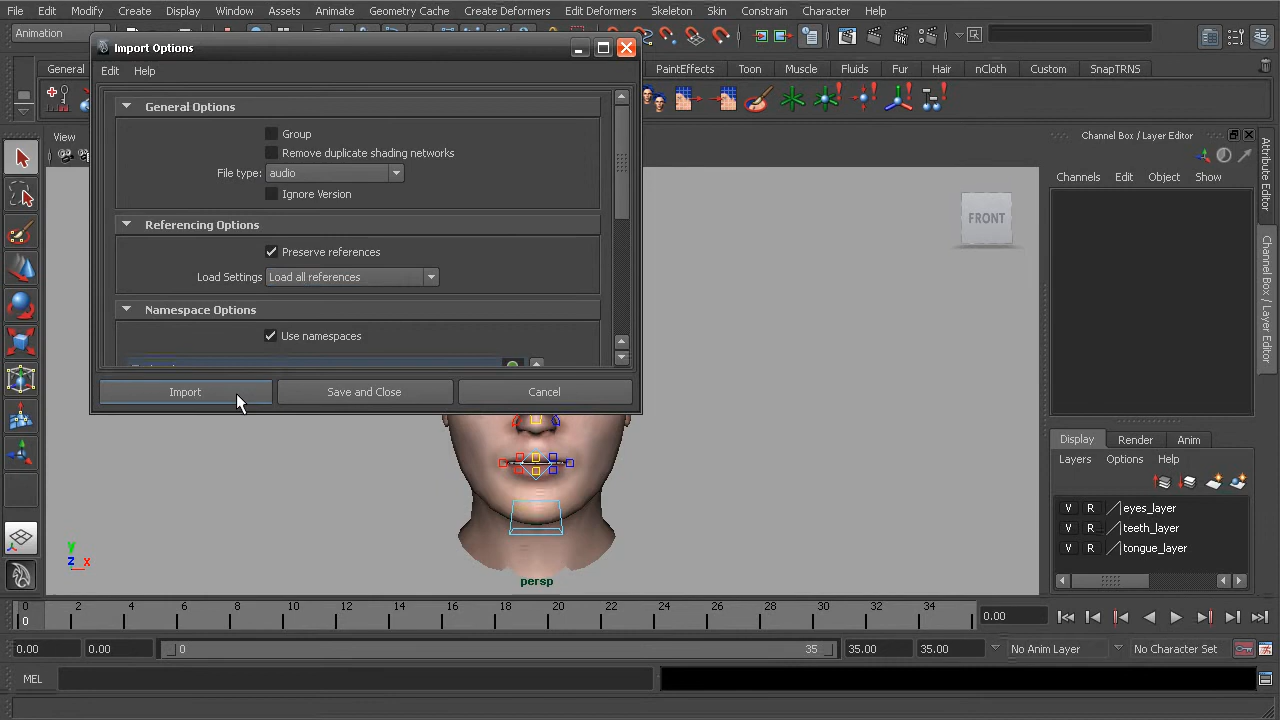 File Edit Modify Create Display Window Assets Animate Geometry Cache Create Deformers Edit Deformers Skeleton Skin Constrain Character Help
Animation
Import Options
Edit Help
General
PaintEffects Toon Muscle Fluids Fur Hair nCloth Custom SnapTRNS
General Options
Group
Remove duplicate shading networks
File type: audio
Ignore Version
Referencing Options
Preserve references
Load Settings Load all references
Namespace Options
Use namespaces
Import Save and Close Cancel
View
FRONT
persp
y
z x
Channel Box / Layer Editor
Channels Edit Object Show
Attribute Editor
Channel Box / Layer Editor
Display Render Anim
Layers Options Help
V R eyes_layer
V R teeth_layer
V R tongue_layer
0 2 4 6 8 10 12 14 16 18 20 22 24 26 28 30 32 34
0
0.00
0.00 0.00 0 35 35.00 35.00 No Anim Layer No Character Set
MEL